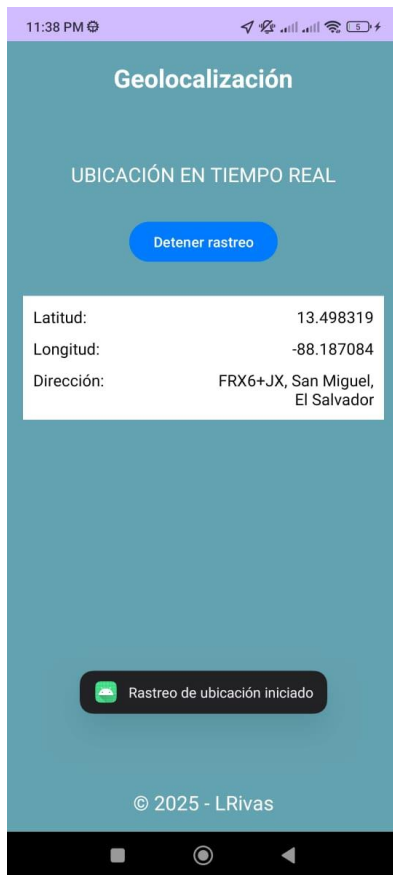 11:38 PM
5
Geolocalización
UBICACIÓN EN TIEMPO REAL
Detener rastreo
Latitud: 13.498319
Longitud: -88.187084
Dirección: FRX6+JX, San Miguel,
El Salvador
Rastreo de ubicación iniciado
© 2025 - LRivas